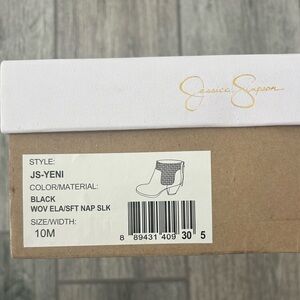 Jessica Simpson
STYLE:
JS-YENI
COLOR/MATERIAL:
BLACK
WOV ELA/SFT NAP SLK
SIZE/WIDTH:
10M
8 89431 409 30 5